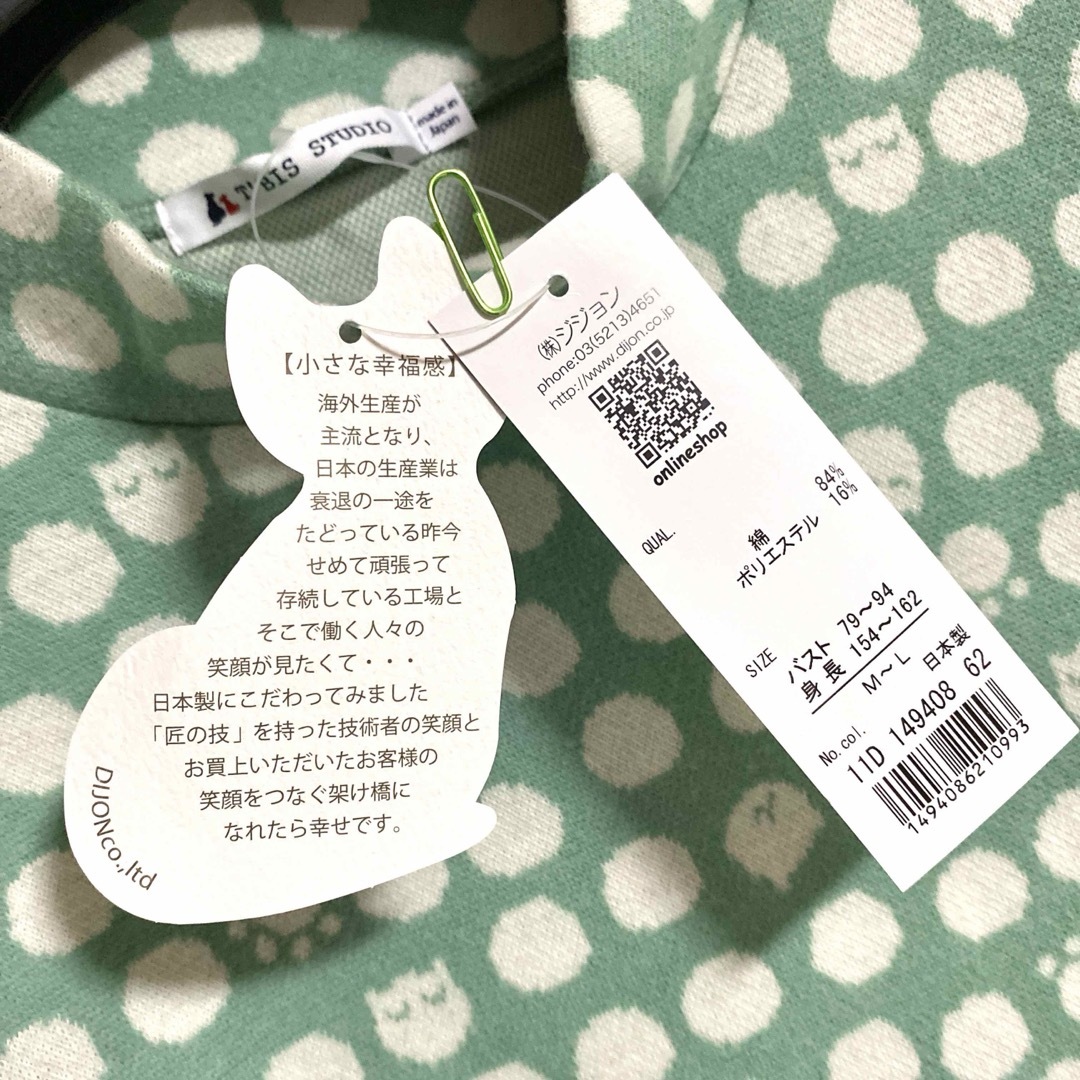 T'BIS STUDIO
made in
Japan
【小さな幸福感】
海外生産が
主流となり、
日本の生産業は
衰退の一途を
たどっている昨今
せめて頑張って
存続している工場と
そこで働く人々の
笑顔が見たくて・・・
日本製にこだわってみました
「匠の技」を持った技術者の笑顔と
お買上いただいたお客様の
笑顔をつなぐ架け橋に
なれたら幸せです。
DIJONco.,ltd
㈱ジジョン
phone:03(5213)4651
http://www.dijon.co.jp
onlineshop
QUAL.
綿 84%
ポリエステル 16%
SIZE
バスト 79〜94
身長 154〜162
M〜L 日本製
No.col.
11D 149408 62
1494086210993